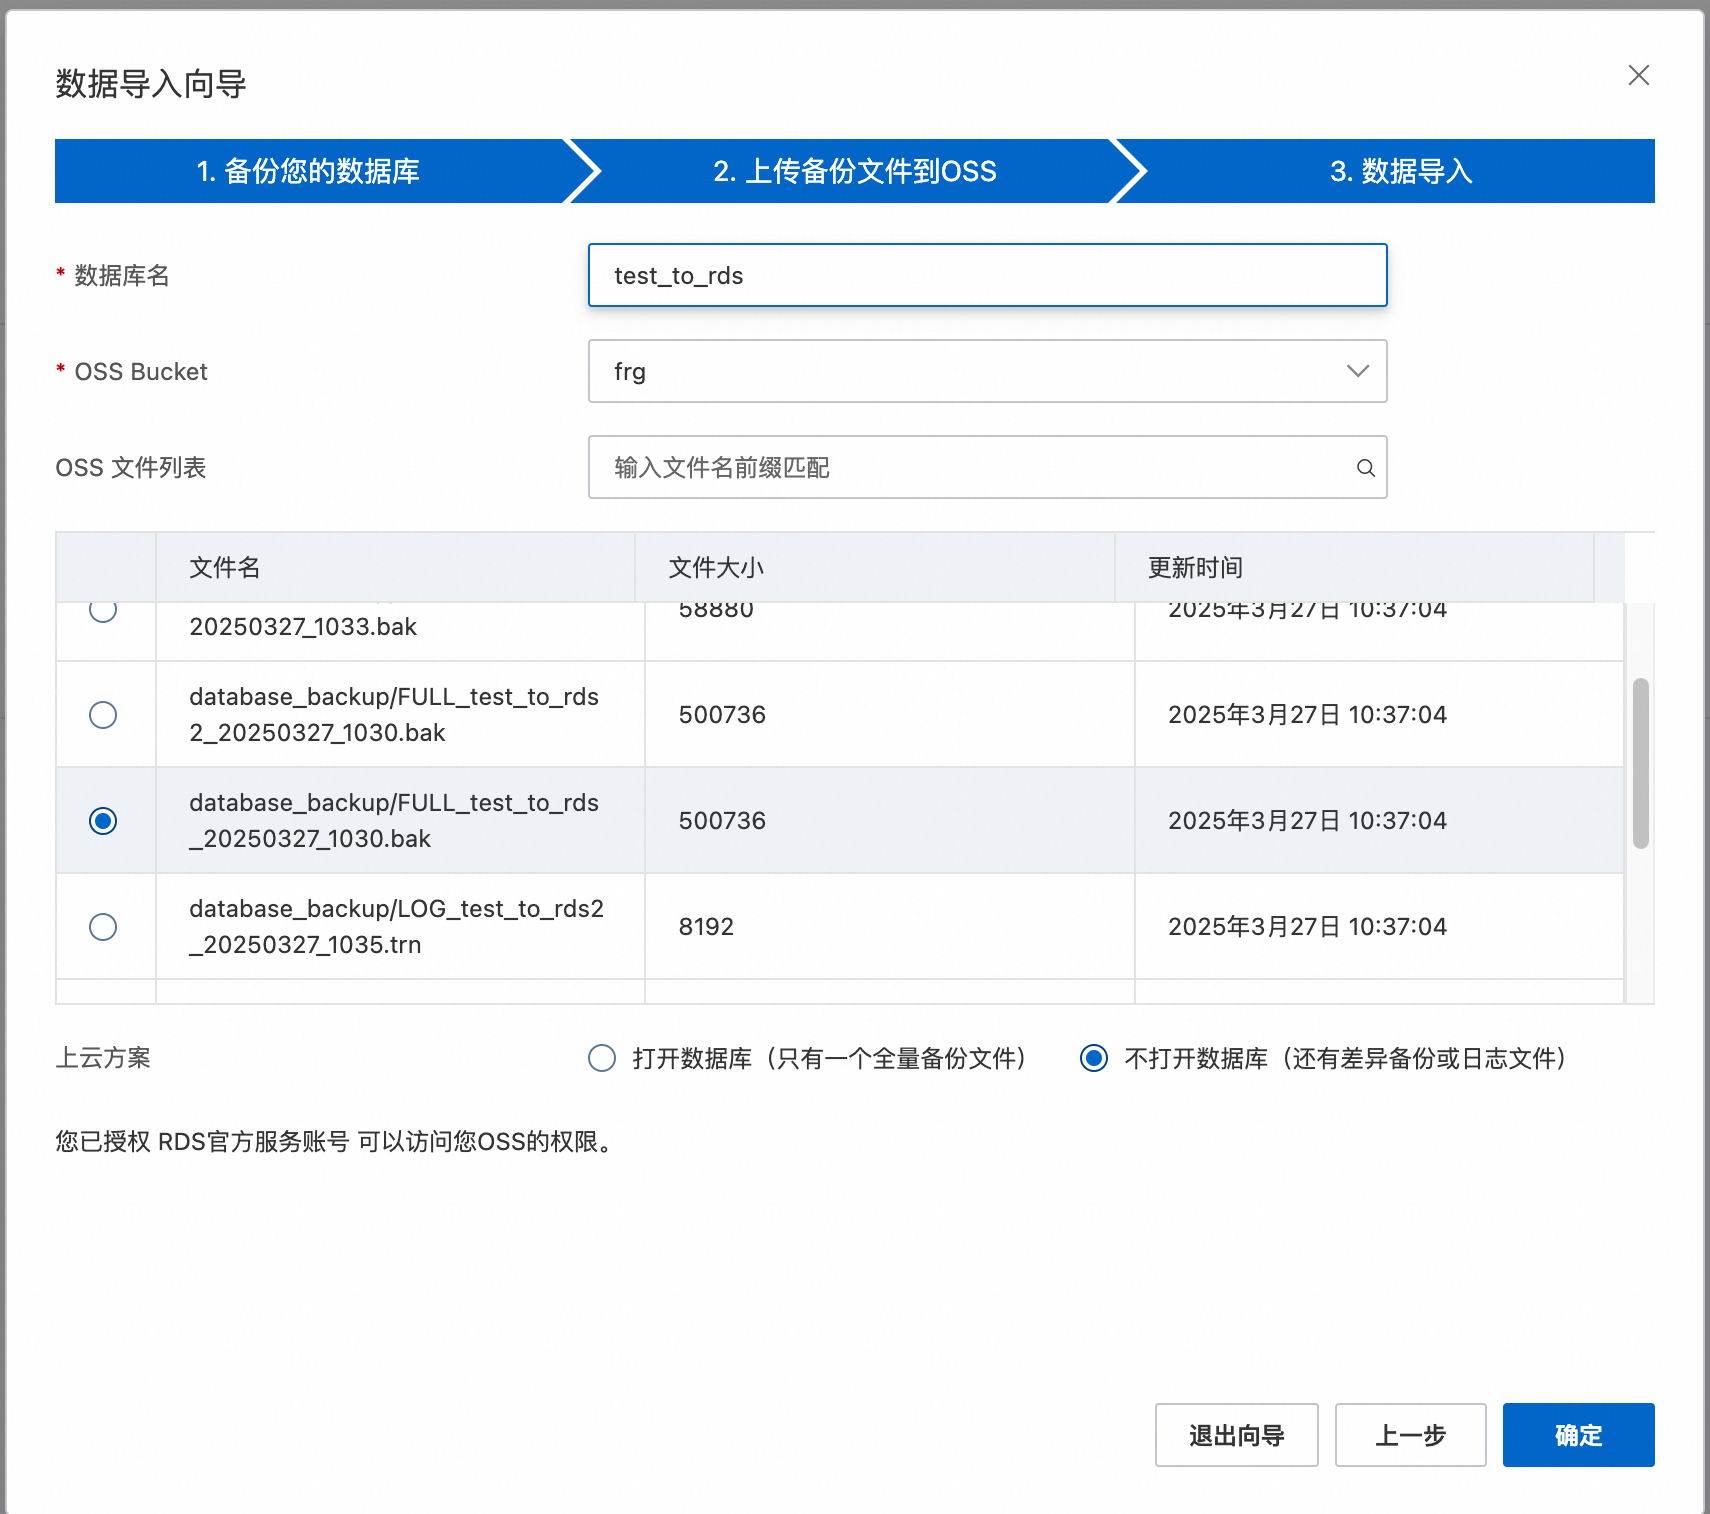 数据导入向导
1. 备份您的数据库
2. 上传备份文件到OSS
3. 数据导入
* 数据库名
test_to_rds
* OSS Bucket
frg
OSS 文件列表
输入文件名前缀匹配
文件名
文件大小
更新时间
20250327_1033.bak
58880
2025年3月27日 10:37:04
database_backup/FULL_test_to_rds
2_20250327_1030.bak
500736
2025年3月27日 10:37:04
database_backup/FULL_test_to_rds
_20250327_1030.bak
500736
2025年3月27日 10:37:04
database_backup/LOG_test_to_rds2
_20250327_1035.trn
8192
2025年3月27日 10:37:04
上云方案
打开数据库（只有一个全量备份文件）
不打开数据库（还有差异备份或日志文件）
您已授权 RDS官方服务账号 可以访问您OSS的权限。
退出向导
上一步
确定